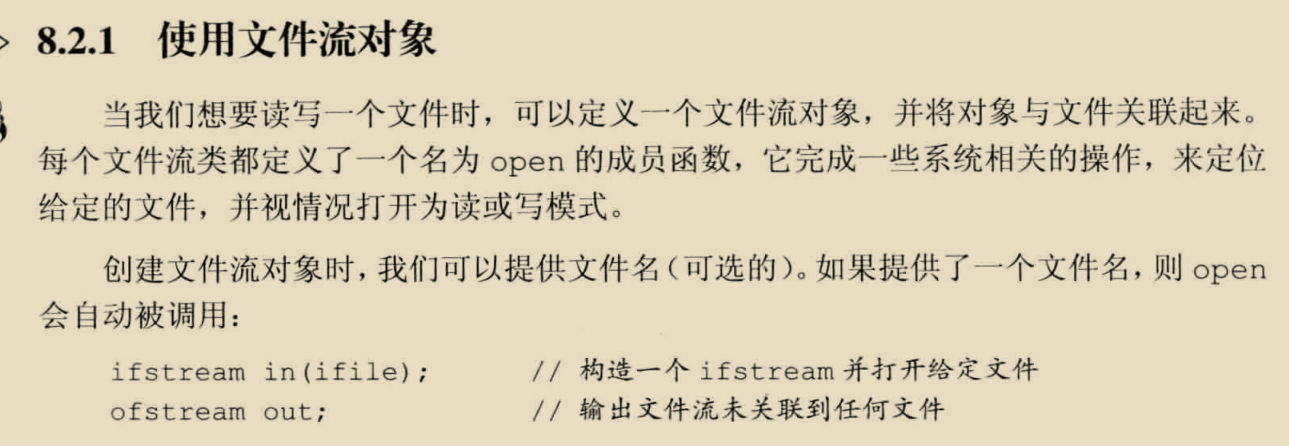 8.2.1 使用文件流对象
当我们想要读写一个文件时，可以定义一个文件流对象，并将对象与文件关联起来。
每个文件流类都定义了一个名为 open 的成员函数，它完成一些系统相关的操作，来定位
给定的文件，并视情况打开为读或写模式。
创建文件流对象时，我们可以提供文件名（可选的）。如果提供了一个文件名，则 open
会自动被调用：
ifstream in(ifile); // 构造一个 ifstream 并打开给定文件
ofstream out; // 输出文件流未关联到任何文件